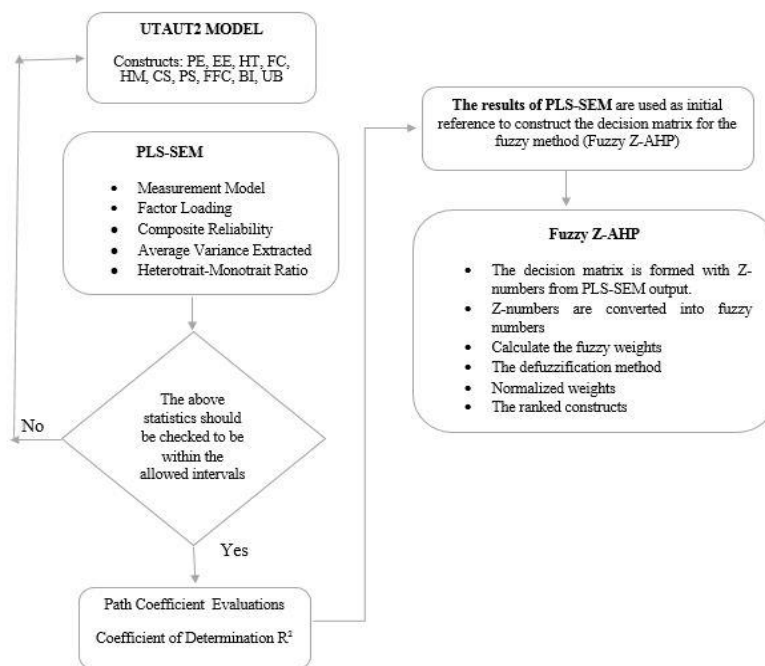 UTAUT2 MODEL
Constructs: PE, EE, HT, FC,
HM, CS, PS, FFC, BI, UB
PLS-SEM
• Measurement Model
• Factor Loading
• Composite Reliability
• Average Variance Extracted
• Heterotrait-Monotrait Ratio
The above
statistics should
be checked to be
within the
allowed intervals
No
Yes
Path Coefficient Evaluations
Coefficient of Determination R²
The results of PLS-SEM are used as initial
reference to construct the decision matrix for the
fuzzy method (Fuzzy Z-AHP)
Fuzzy Z-AHP
• The decision matrix is formed with Z-
numbers from PLS-SEM output.
• Z-numbers are converted into fuzzy
numbers
• Calculate the fuzzy weights
• The defuzzification method
• Normalized weights
• The ranked constructs